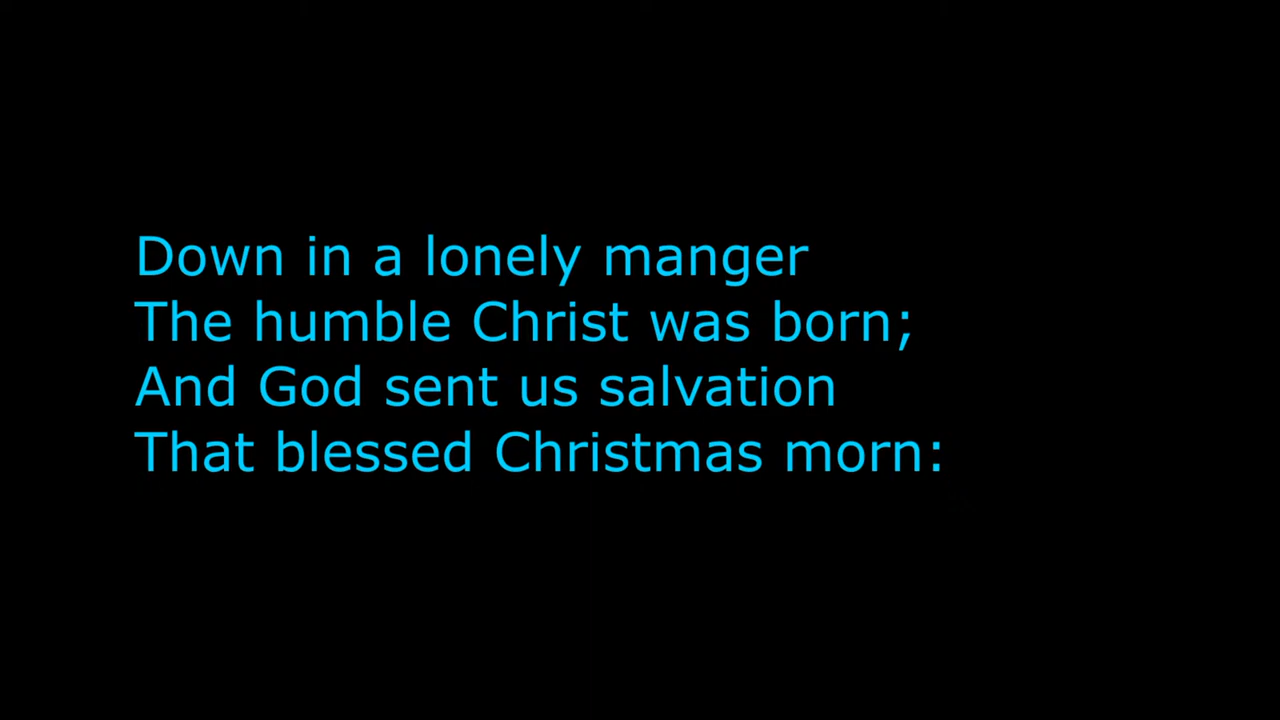 Down in a lonely manger
The humble Christ was born;
And God sent us salvation
That blessed Christmas morn: